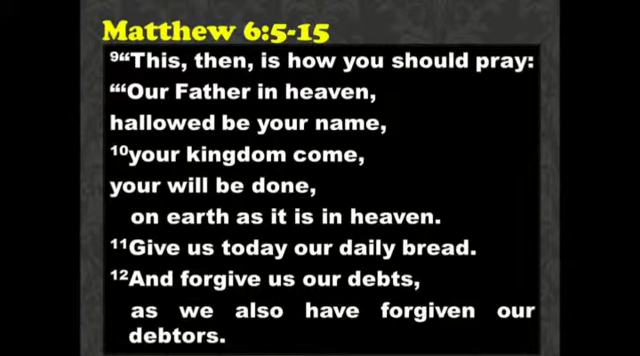 Matthew 6:5-15
⁹“This, then, is how you should pray:
“‘Our Father in heaven,
hallowed be your name,
¹⁰your kingdom come,
your will be done,
on earth as it is in heaven.
¹¹Give us today our daily bread.
¹²And forgive us our debts,
as we also have forgiven our
debtors.